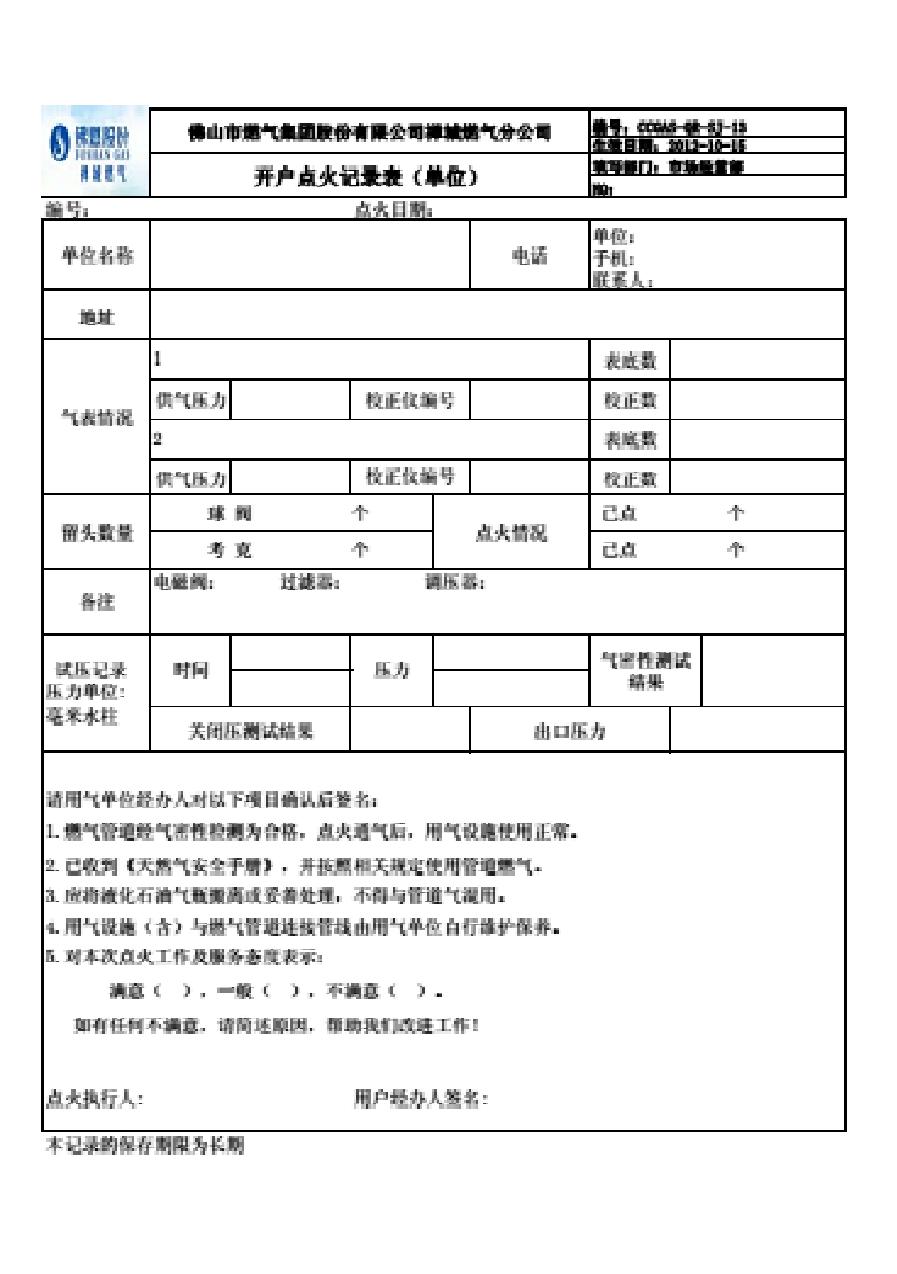 佛燃股份
FOSHAN GAS
禅城燃气
佛山市燃气集团股份有限公司禅城燃气分公司
开户点火记录表（单位）
编号：CCGAS-QR-SJ-13
生效日期：2012-10-15
填写部门：市场经营部
NO:
编号： 点火日期：
单位名称 电话 单位：
手机：
联系人：
地址
气表情况 1 表底数
供气压力 校正仪编号 校正数
2 表底数
供气压力 校正仪编号 校正数
留头数量 球 阀 个 点火情况 己点 个
考 克 个 己点 个
备注 电磁阀： 过滤器： 调压器：
试压记录
压力单位：
毫米水柱
时间 压力 气密性测试
结果
关闭压测试结果 出口压力
请用气单位经办人对以下项目确认后签名：
1.燃气管道经气密性检测为合格，点火通气后，用气设施使用正常。
2.已收到《天然气安全手册》，并按照相关规定使用管道燃气。
3.应将液化石油气瓶搬离或妥善处理，不得与管道气混用。
4.用气设施（含）与燃气管道连接管线由用气单位自行维护保养。
5.对本次点火工作及服务态度表示：
满意（ ），一般（ ），不满意（ ）。
如有任何不满意，请简述原因，帮助我们改进工作！
点火执行人： 用户经办人签名：
本记录的保存期限为长期